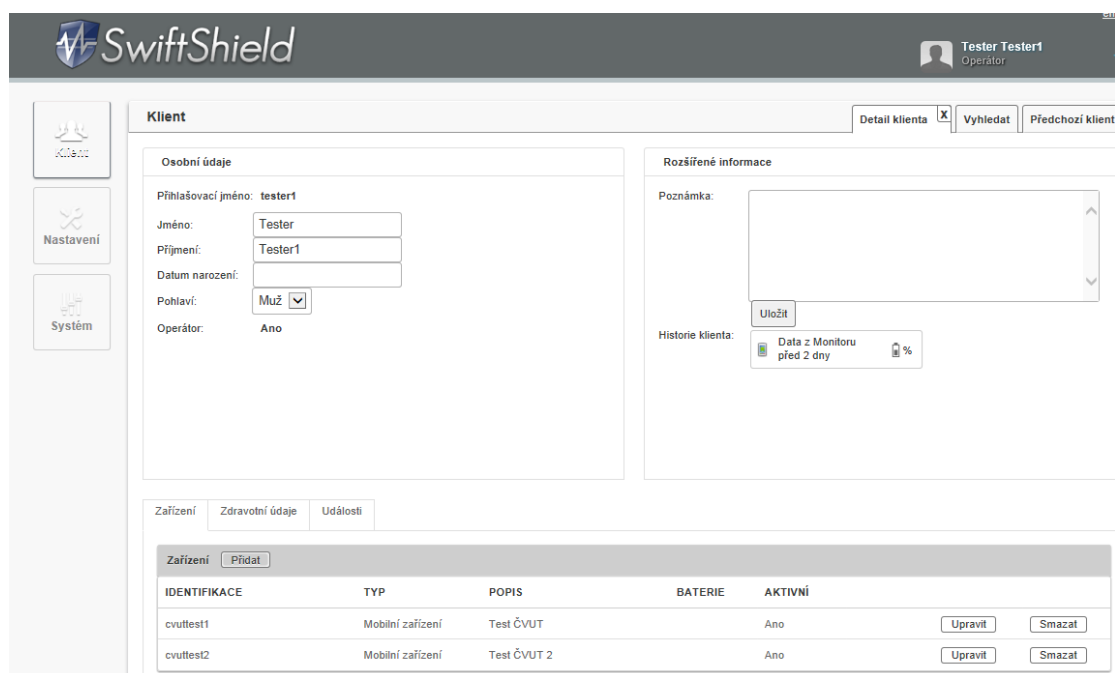 SwiftShield
en
Tester Tester1
Operátor
Klient
Nastavení
Systém
Klient
Detail klienta X Vyhledat Předchozí klient
Osobní údaje
Přihlašovací jméno: tester1
Jméno: Tester
Příjmení: Tester1
Datum narození:
Pohlaví: Muž
Operátor: Ano
Rozšířené informace
Poznámka:
Uložit
Historie klienta: Data z Monitoru
před 2 dny %
Zařízení Zdravotní údaje Události
Zařízení Přidat
IDENTIFIKACE TYP POPIS BATERIE AKTIVNÍ
cvuttest1 Mobilní zařízení Test ČVUT Ano Upravit Smazat
cvuttest2 Mobilní zařízení Test ČVUT 2 Ano Upravit Smazat